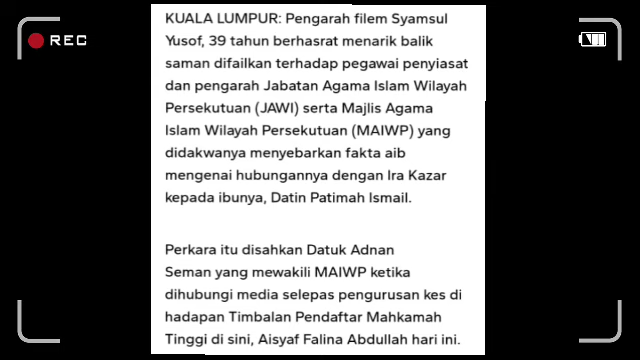 REC
KUALA LUMPUR: Pengarah filem Syamsul
Yusof, 39 tahun berhasrat menarik balik
saman difailkan terhadap pegawai penyiasat
dan pengarah Jabatan Agama Islam Wilayah
Persekutuan (JAWI) serta Majlis Agama
Islam Wilayah Persekutuan (MAIWP) yang
didakwanya menyebarkan fakta aib
mengenai hubungannya dengan Ira Kazar
kepada ibunya, Datin Patimah Ismail.
Perkara itu disahkan Datuk Adnan
Seman yang mewakili MAIWP ketika
dihubungi media selepas pengurusan kes di
hadapan Timbalan Pendaftar Mahkamah
Tinggi di sini, Aisyaf Falina Abdullah hari ini.